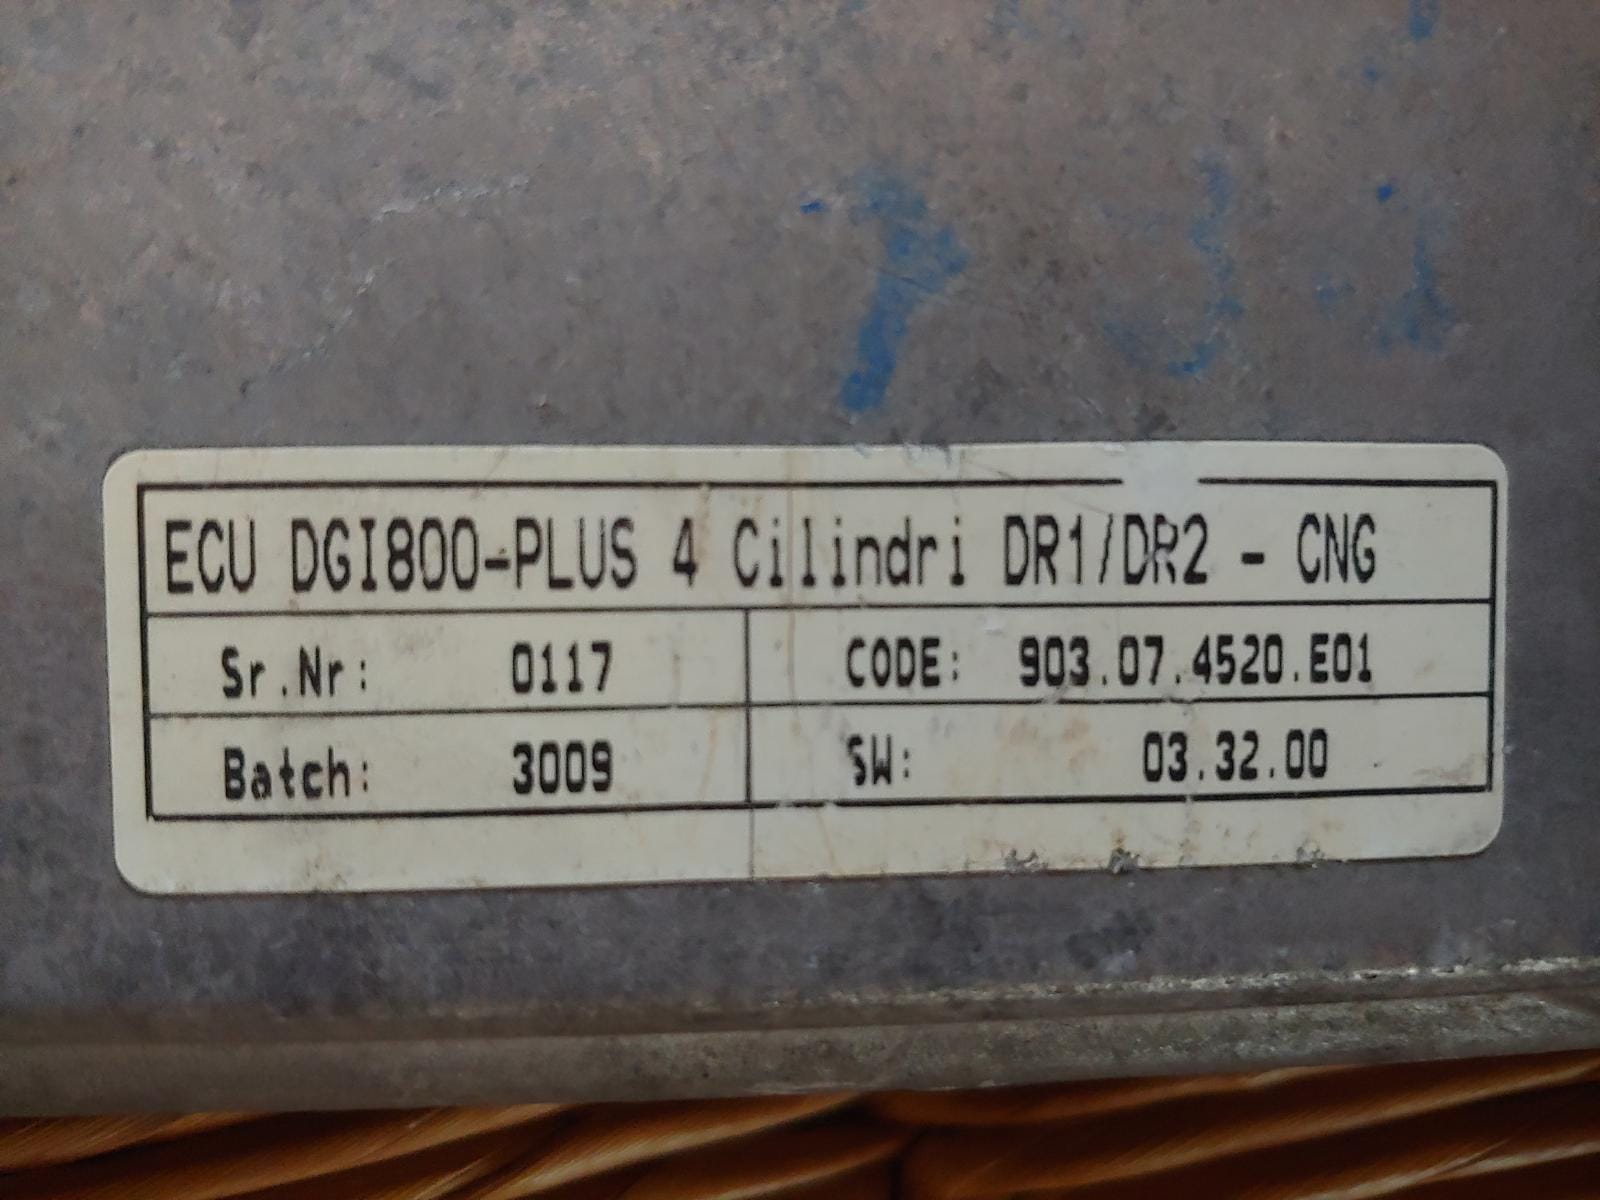 ECU DGI800-PLUS 4 Cilindri DR1/DR2 - CNG
Sr.Nr: 0117 CODE: 903.07.4520.E01
Batch: 3009 SW: 03.32.00